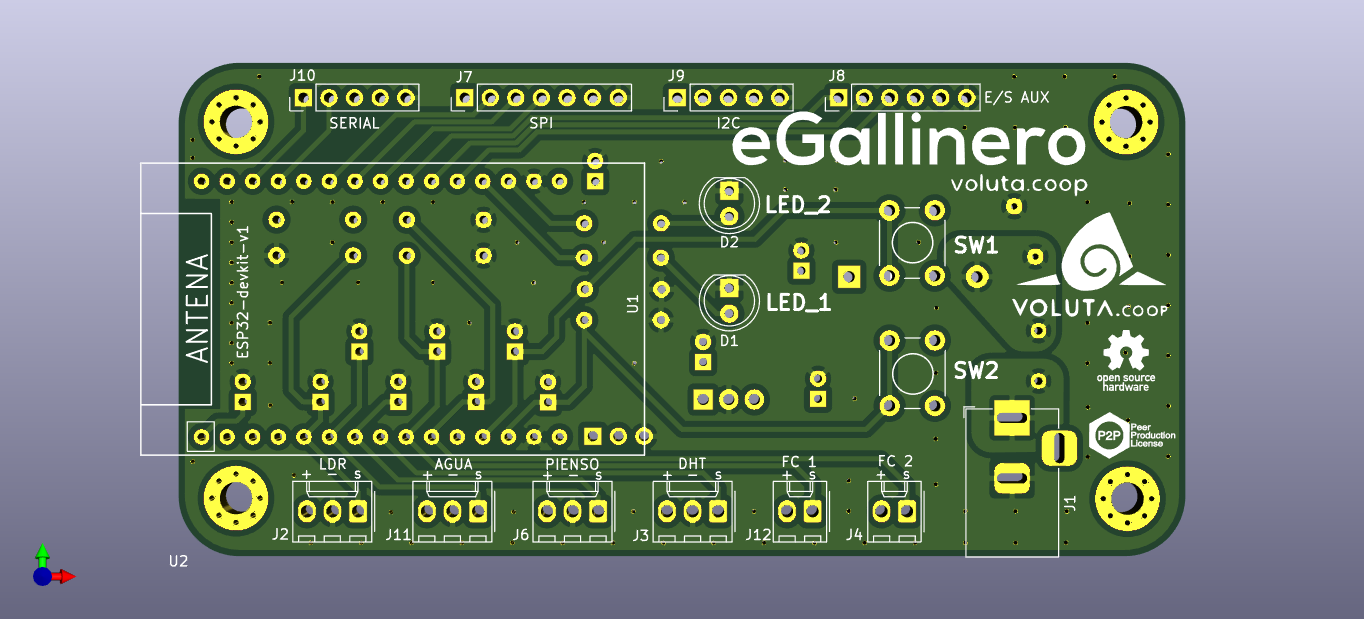 J10
J7
J9
J8
E/S AUX
SERIAL
SPI
I2C
eGallinero
voluta.coop
LED_2
D2
SW1
ANTENA
ESP32-devkit-v1
U1
LED_1
D1
VOLUTA.COOP
SW2
open source
hardware
P2P
Peer
Production
License
LDR
AGUA
PIENSO
DHT
FC 1
FC 2
+ - s
+ - s
+ - s
+ - s
+ s
+ s
J2
J11
J6
J3
J12
J4
J1
U2